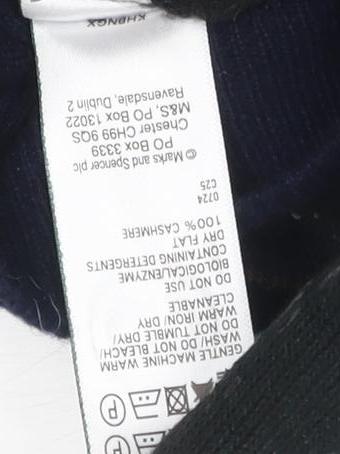 GENTLE MACHINE WARM
WASH/ DO NOT BLEACH/
DO NOT TUMBLE DRY/
WARM IRON/ DRY
CLEANABLE
DO NOT USE
BIOLOGICAL/ENZYME
CONTAINING DETERGENTS
DRY FLAT
100% CASHMERE
0724
C25
© Marks and Spencer plc
PO Box 3339
Chester CH99 9QS
M&S, PO Box 13022
Ravensdale, Dublin 2